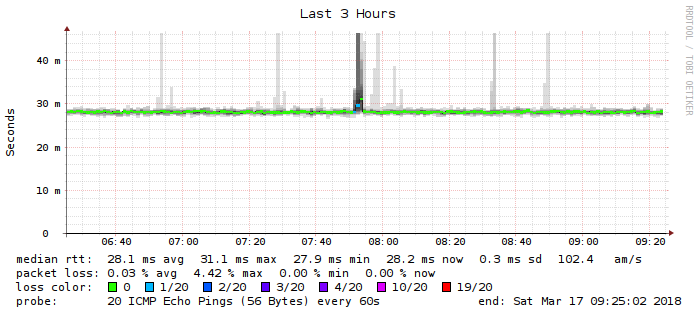 Last 3 Hours
RRDTOOL / TOBI OETIKER
Seconds
40 m
30 m
20 m
10 m
0
06:40 07:00 07:20 07:40 08:00 08:20 08:40 09:00 09:20
median rtt: 28.1 ms avg 31.1 ms max 27.9 ms min 28.2 ms now 0.3 ms sd 102.4 am/s
packet loss: 0.03 % avg 4.42 % max 0.00 % min 0.00 % now
loss color: 0 1/20 2/20 3/20 4/20 10/20 19/20
probe: 20 ICMP Echo Pings (56 Bytes) every 60s end: Sat Mar 17 09:25:02 2018